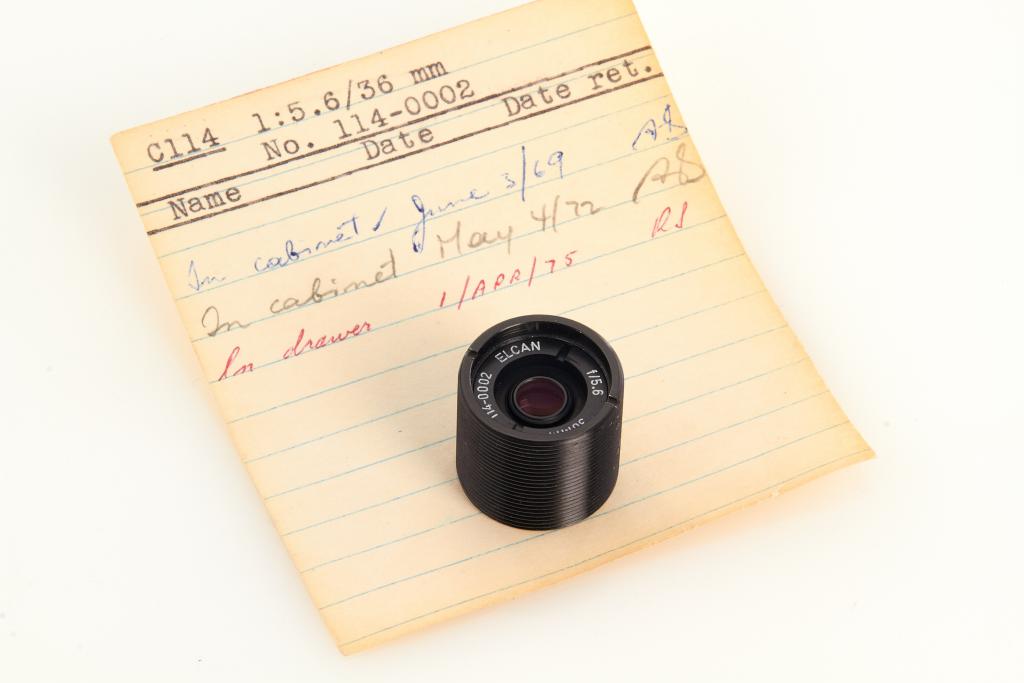 C114 1:5.6/36 mm
No. 114-0002
Name Date Date ret.
In cabinet June 3/69 AS
In cabinet May 4/72 AS
In drawer 1/APR/75 RS
ELCAN f/5.6
114-0002